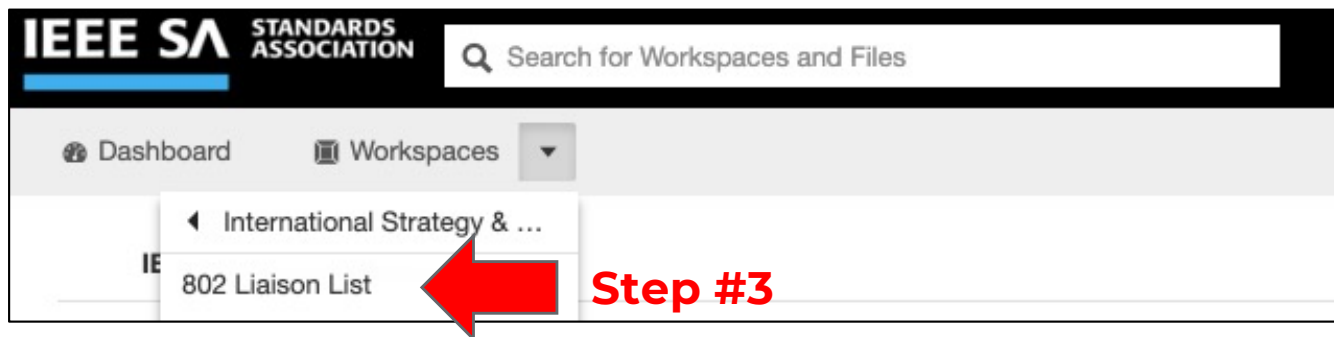 IEEE SA STANDARDS ASSOCIATION
Search for Workspaces and Files
Dashboard Workspaces
International Strategy & ...
802 Liaison List
Step #3